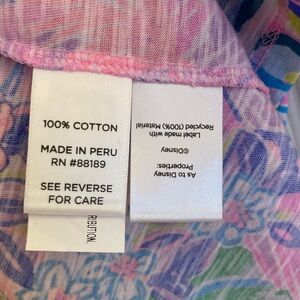 100% COTTON
MADE IN PERU
RN #88189
SEE REVERSE
FOR CARE
RIBUTION
As to Disney
Properties:
©Disney
Label made with
Recycled (100%) Material